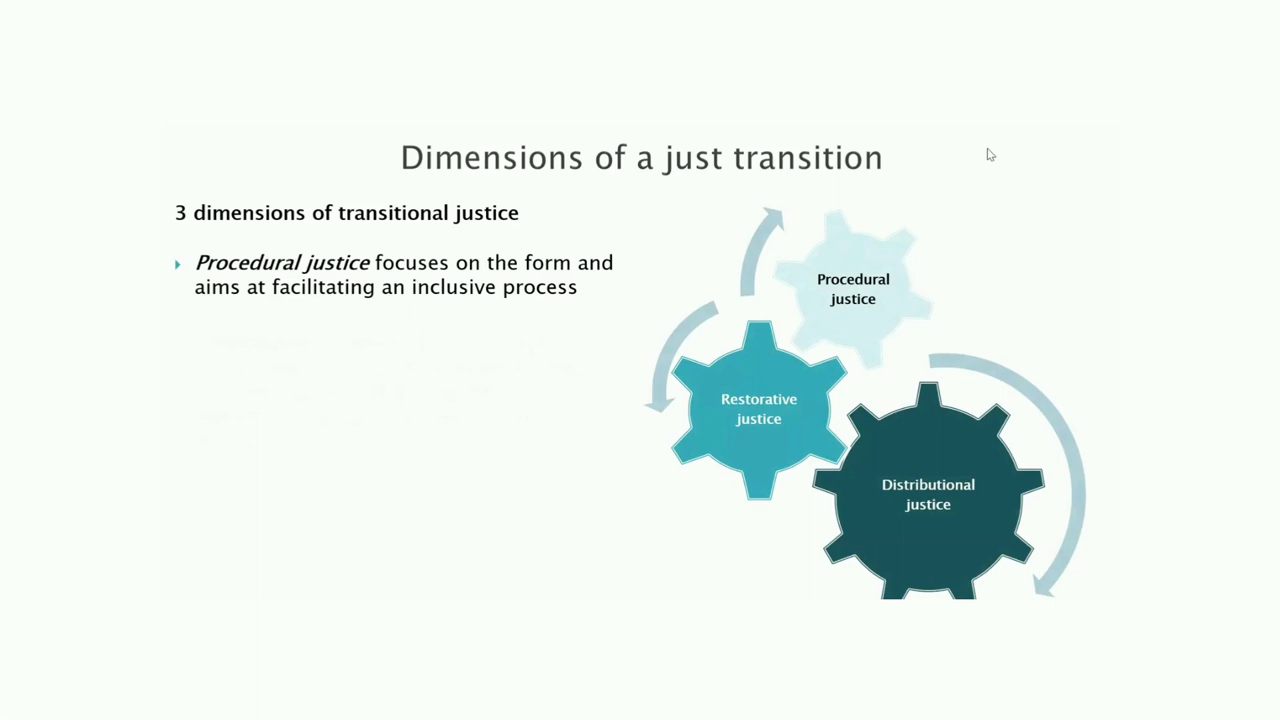 Dimensions of a just transition
3 dimensions of transitional justice
Procedural justice focuses on the form and
aims at facilitating an inclusive process
Procedural
justice
Restorative
justice
Distributional
justice